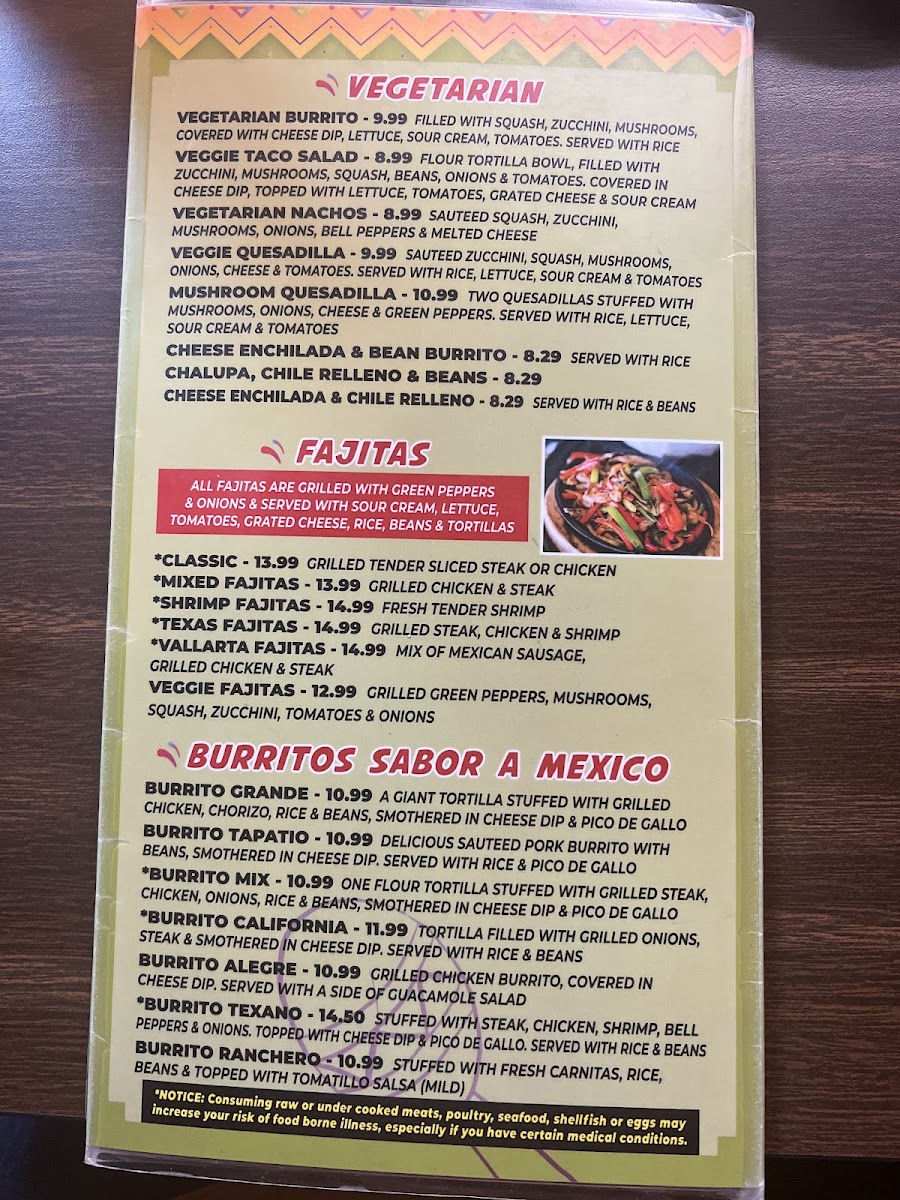 VEGETARIAN
VEGETARIAN BURRITO - 9.99 FILLED WITH SQUASH, ZUCCHINI, MUSHROOMS,
COVERED WITH CHEESE DIP, LETTUCE, SOUR CREAM, TOMATOES. SERVED WITH RICE
VEGGIE TACO SALAD - 8.99 FLOUR TORTILLA BOWL, FILLED WITH
ZUCCHINI, MUSHROOMS, SQUASH, BEANS, ONIONS & TOMATOES. COVERED IN
CHEESE DIP, TOPPED WITH LETTUCE, TOMATOES, GRATED CHEESE & SOUR CREAM
VEGETARIAN NACHOS - 8.99 SAUTEED SQUASH, ZUCCHINI,
MUSHROOMS, ONIONS, BELL PEPPERS & MELTED CHEESE
VEGGIE QUESADILLA - 9.99 SAUTEED ZUCCHINI, SQUASH, MUSHROOMS,
ONIONS, CHEESE & TOMATOES. SERVED WITH RICE, LETTUCE, SOUR CREAM & TOMATOES
MUSHROOM QUESADILLA - 10.99 TWO QUESADILLAS STUFFED WITH
MUSHROOMS, ONIONS, CHEESE & GREEN PEPPERS. SERVED WITH RICE, LETTUCE,
SOUR CREAM & TOMATOES
CHEESE ENCHILADA & BEAN BURRITO - 8.29 SERVED WITH RICE
CHALUPA, CHILE RELLENO & BEANS - 8.29
CHEESE ENCHILADA & CHILE RELLENO - 8.29 SERVED WITH RICE & BEANS
FAJITAS
ALL FAJITAS ARE GRILLED WITH GREEN PEPPERS
& ONIONS & SERVED WITH SOUR CREAM, LETTUCE,
TOMATOES, GRATED CHEESE, RICE, BEANS & TORTILLAS
*CLASSIC - 13.99 GRILLED TENDER SLICED STEAK OR CHICKEN
*MIXED FAJITAS - 13.99 GRILLED CHICKEN & STEAK
*SHRIMP FAJITAS - 14.99 FRESH TENDER SHRIMP
*TEXAS FAJITAS - 14.99 GRILLED STEAK, CHICKEN & SHRIMP
*VALLARTA FAJITAS - 14.99 MIX OF MEXICAN SAUSAGE,
GRILLED CHICKEN & STEAK
VEGGIE FAJITAS - 12.99 GRILLED GREEN PEPPERS, MUSHROOMS,
SQUASH, ZUCCHINI, TOMATOES & ONIONS
BURRITOS SABOR A MEXICO
BURRITO GRANDE - 10.99 A GIANT TORTILLA STUFFED WITH GRILLED
CHICKEN, CHORIZO, RICE & BEANS, SMOTHERED IN CHEESE DIP & PICO DE GALLO
BURRITO TAPATIO - 10.99 DELICIOUS SAUTEED PORK BURRITO WITH
BEANS, SMOTHERED IN CHEESE DIP. SERVED WITH RICE & PICO DE GALLO
*BURRITO MIX - 10.99 ONE FLOUR TORTILLA STUFFED WITH GRILLED STEAK,
CHICKEN, ONIONS, RICE & BEANS, SMOTHERED IN CHEESE DIP & PICO DE GALLO
*BURRITO CALIFORNIA - 11.99 TORTILLA FILLED WITH GRILLED ONIONS,
STEAK & SMOTHERED IN CHEESE DIP. SERVED WITH RICE & BEANS
BURRITO ALEGRE - 10.99 GRILLED CHICKEN BURRITO, COVERED IN
CHEESE DIP. SERVED WITH A SIDE OF GUACAMOLE SALAD
*BURRITO TEXANO - 14.50 STUFFED WITH STEAK, CHICKEN, SHRIMP, BELL
PEPPERS & ONIONS. TOPPED WITH CHEESE DIP & PICO DE GALLO. SERVED WITH RICE & BEANS
BURRITO RANCHERO - 10.99 STUFFED WITH FRESH CARNITAS, RICE,
BEANS & TOPPED WITH TOMATILLO SALSA (MILD)
*NOTICE: Consuming raw or under cooked meats, poultry, seafood, shellfish or eggs may
increase your risk of food borne illness, especially if you have certain medical conditions.